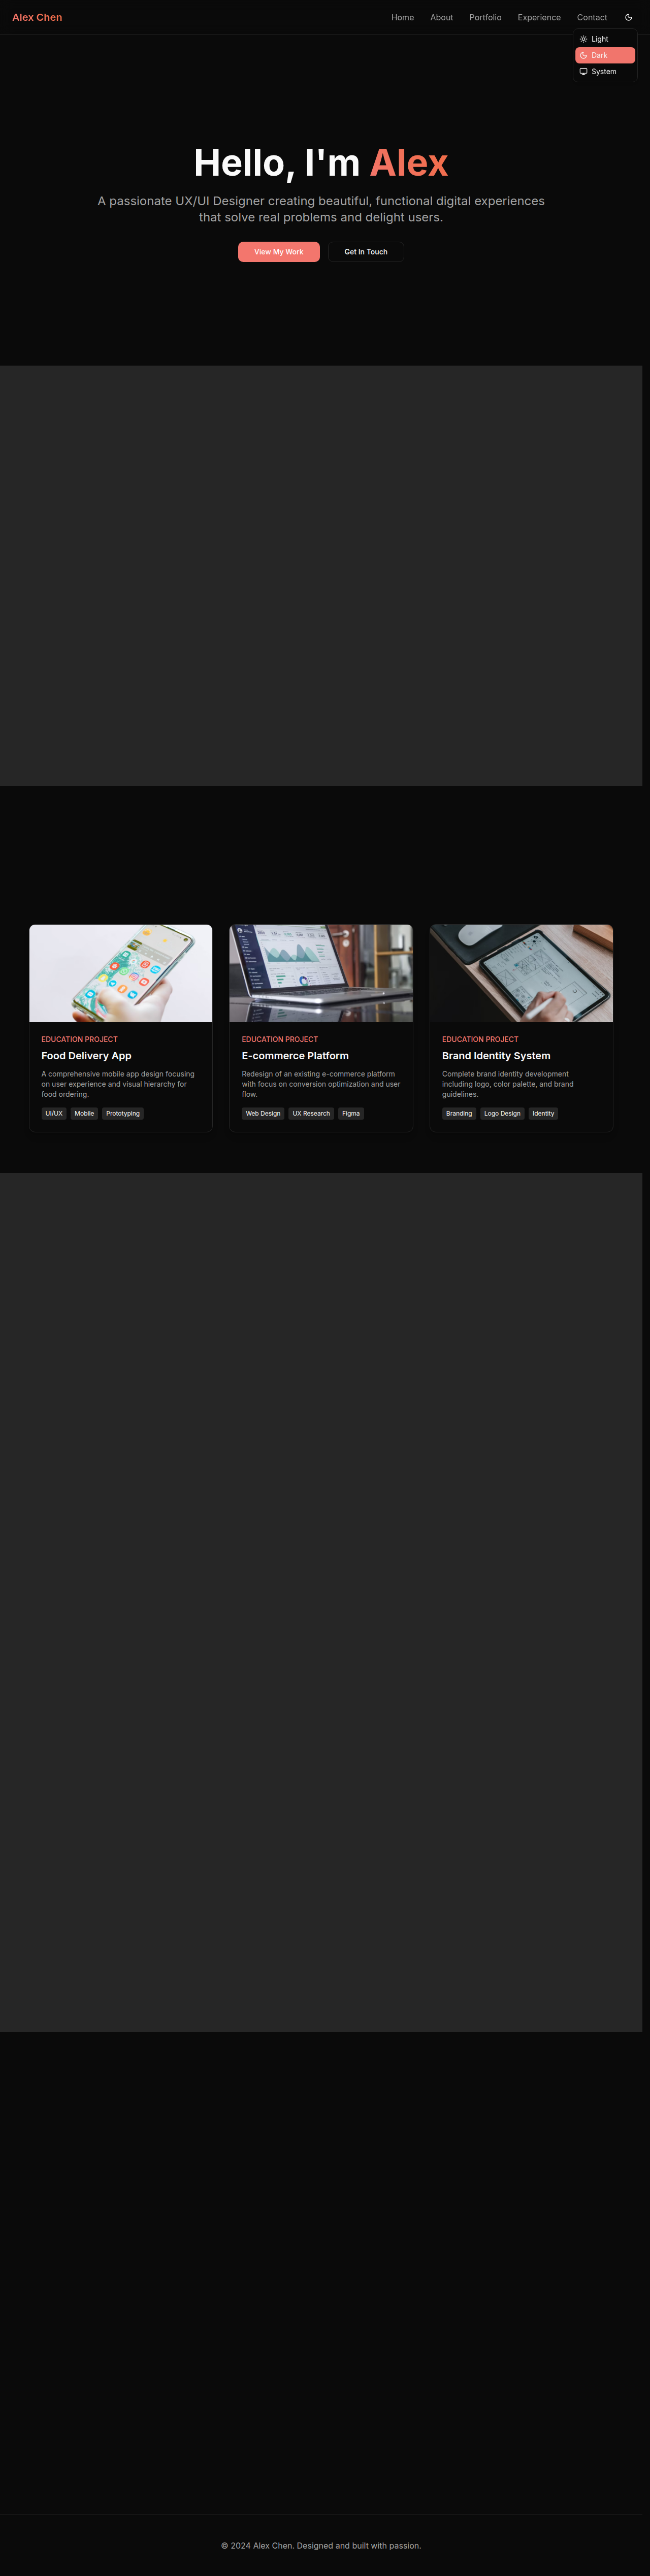 Alex Chen
Home
About
Portfolio
Experience
Contact
Light
Dark
System
Hello, I'm Alex
A passionate UX/UI Designer creating beautiful, functional digital experiences
that solve real problems and delight users.
View My Work
Get In Touch
EDUCATION PROJECT
Food Delivery App
A comprehensive mobile app design focusing
on user experience and visual hierarchy for
food ordering.
UI/UX
Mobile
Prototyping
EDUCATION PROJECT
E-commerce Platform
Redesign of an existing e-commerce platform
with focus on conversion optimization and user
flow.
Web Design
UX Research
Figma
EDUCATION PROJECT
Brand Identity System
Complete brand identity development
including logo, color palette, and brand
guidelines.
Branding
Logo Design
Identity
© 2024 Alex Chen. Designed and built with passion.